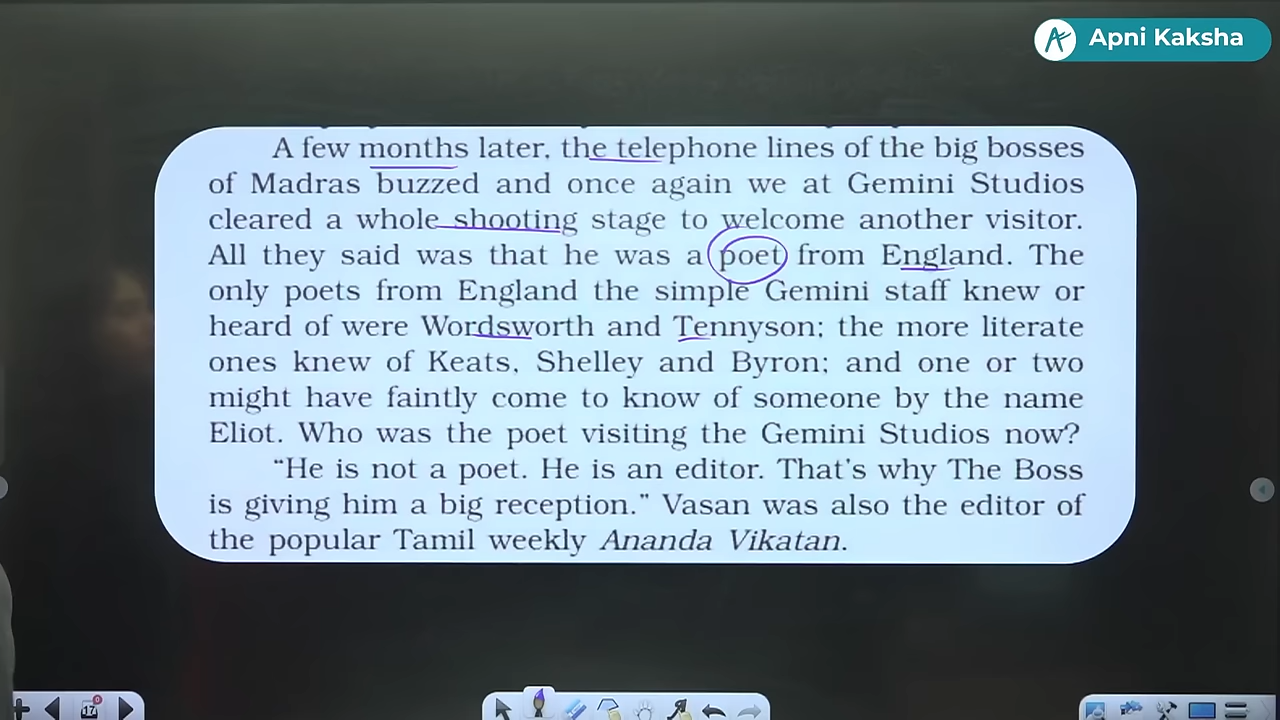 Apni Kaksha
A few months later, the telephone lines of the big bosses
of Madras buzzed and once again we at Gemini Studios
cleared a whole shooting stage to welcome another visitor.
All they said was that he was a poet from England. The
only poets from England the simple Gemini staff knew or
heard of were Wordsworth and Tennyson; the more literate
ones knew of Keats, Shelley and Byron; and one or two
might have faintly come to know of someone by the name
Eliot. Who was the poet visiting the Gemini Studios now?
“He is not a poet. He is an editor. That’s why The Boss
is giving him a big reception.” Vasan was also the editor of
the popular Tamil weekly Ananda Vikatan.
17